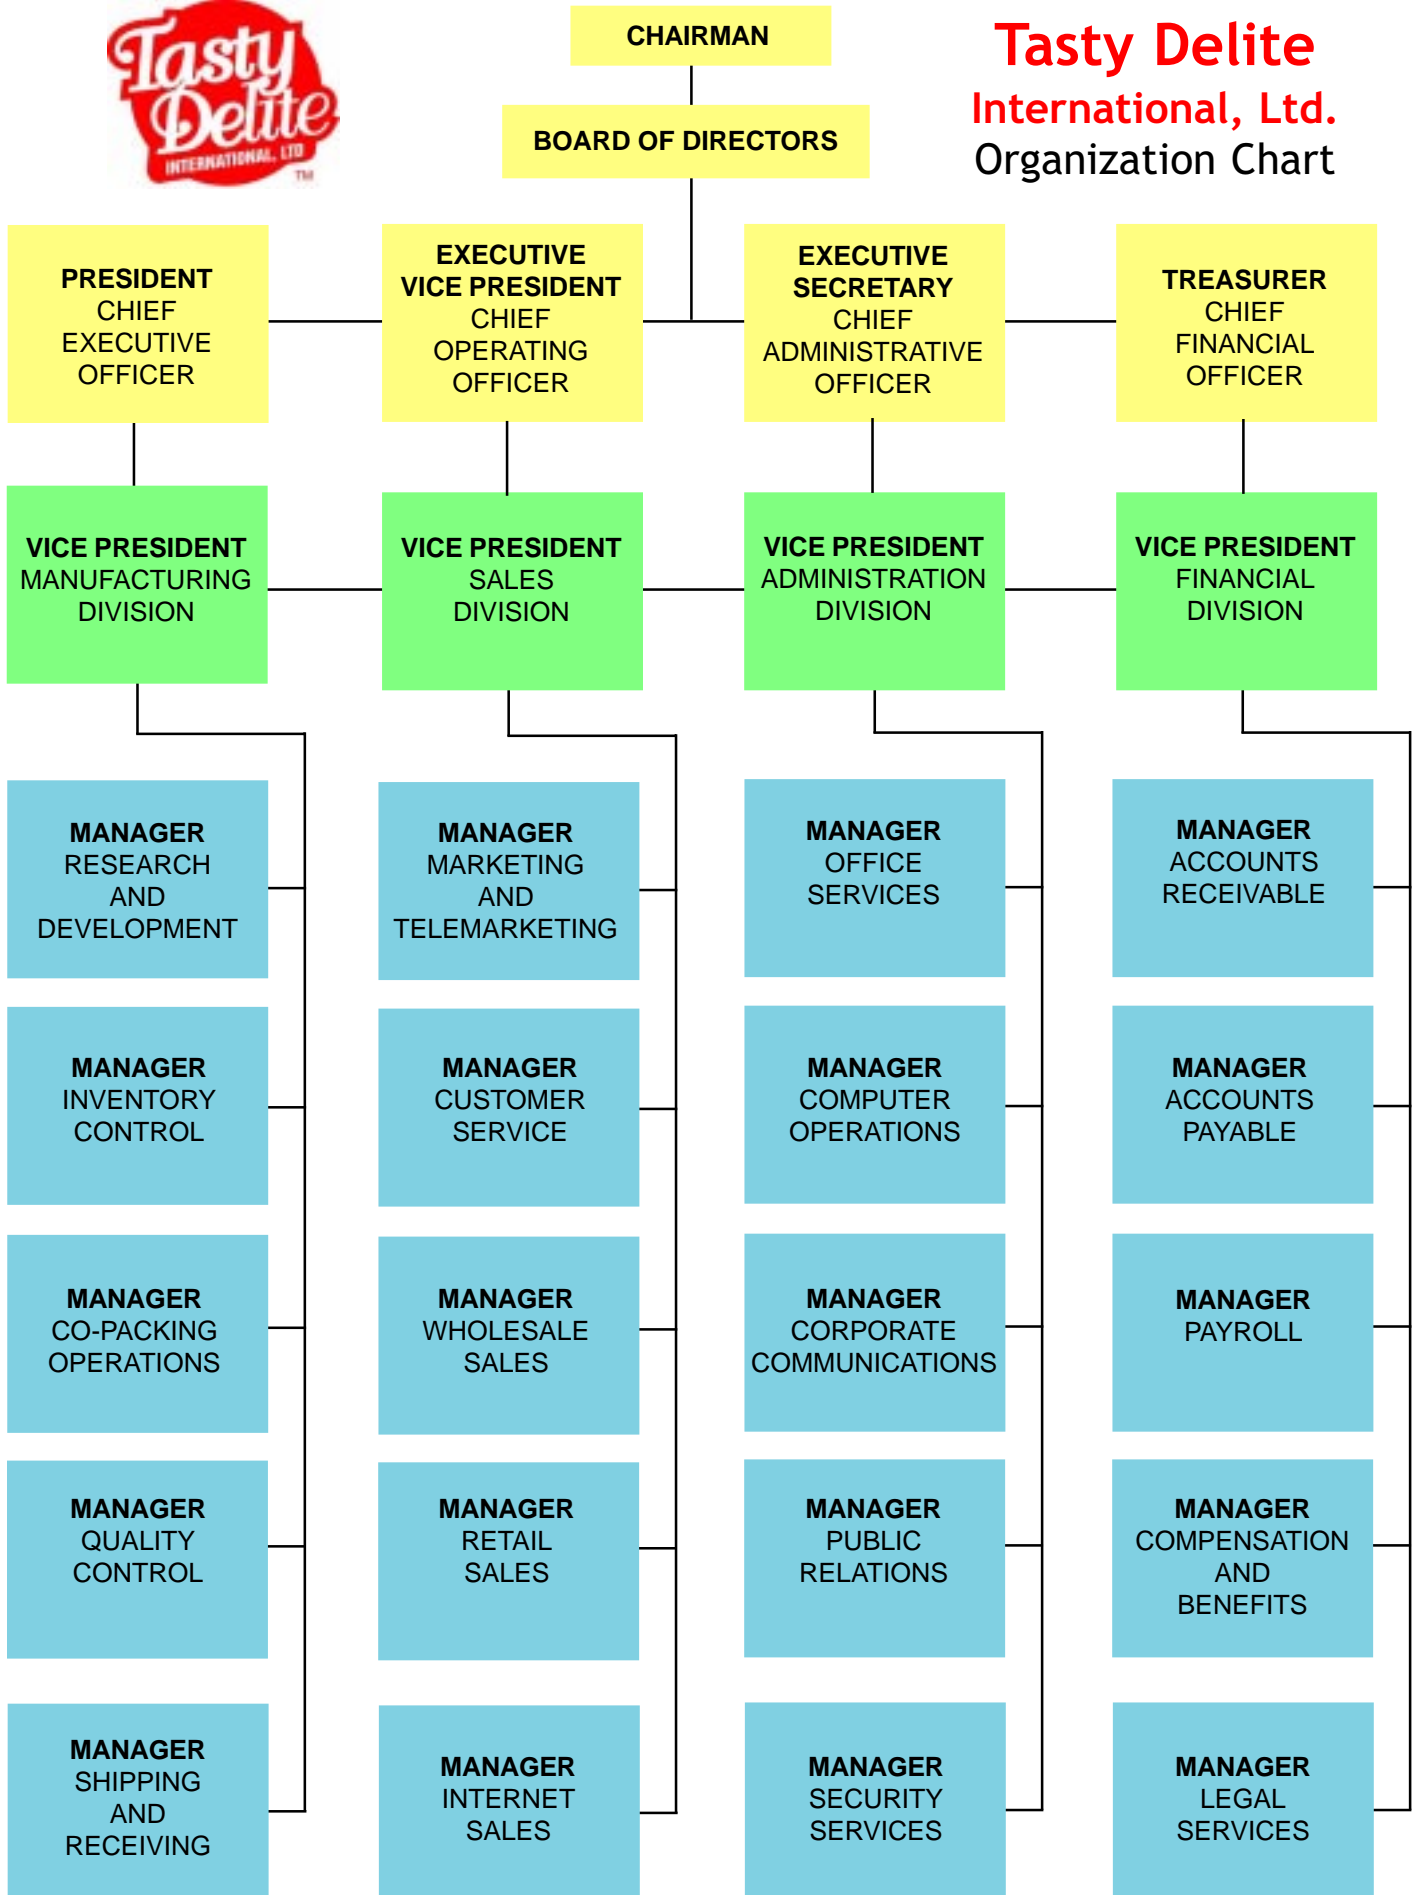 Tasty
Delite
INTERNATIONAL, LTD
TM
CHAIRMAN
Tasty Delite
International, Ltd.
Organization Chart
BOARD OF DIRECTORS
PRESIDENT
CHIEF
EXECUTIVE
OFFICER
EXECUTIVE
VICE PRESIDENT
CHIEF
OPERATING
OFFICER
EXECUTIVE
SECRETARY
CHIEF
ADMINISTRATIVE
OFFICER
TREASURER
CHIEF
FINANCIAL
OFFICER
VICE PRESIDENT
MANUFACTURING
DIVISION
VICE PRESIDENT
SALES
DIVISION
VICE PRESIDENT
ADMINISTRATION
DIVISION
VICE PRESIDENT
FINANCIAL
DIVISION
MANAGER
RESEARCH
AND
DEVELOPMENT
MANAGER
MARKETING
AND
TELEMARKETING
MANAGER
OFFICE
SERVICES
MANAGER
ACCOUNTS
RECEIVABLE
MANAGER
INVENTORY
CONTROL
MANAGER
CUSTOMER
SERVICE
MANAGER
COMPUTER
OPERATIONS
MANAGER
ACCOUNTS
PAYABLE
MANAGER
CO-PACKING
OPERATIONS
MANAGER
WHOLESALE
SALES
MANAGER
CORPORATE
COMMUNICATIONS
MANAGER
PAYROLL
MANAGER
QUALITY
CONTROL
MANAGER
RETAIL
SALES
MANAGER
PUBLIC
RELATIONS
MANAGER
COMPENSATION
AND
BENEFITS
MANAGER
SHIPPING
AND
RECEIVING
MANAGER
INTERNET
SALES
MANAGER
SECURITY
SERVICES
MANAGER
LEGAL
SERVICES